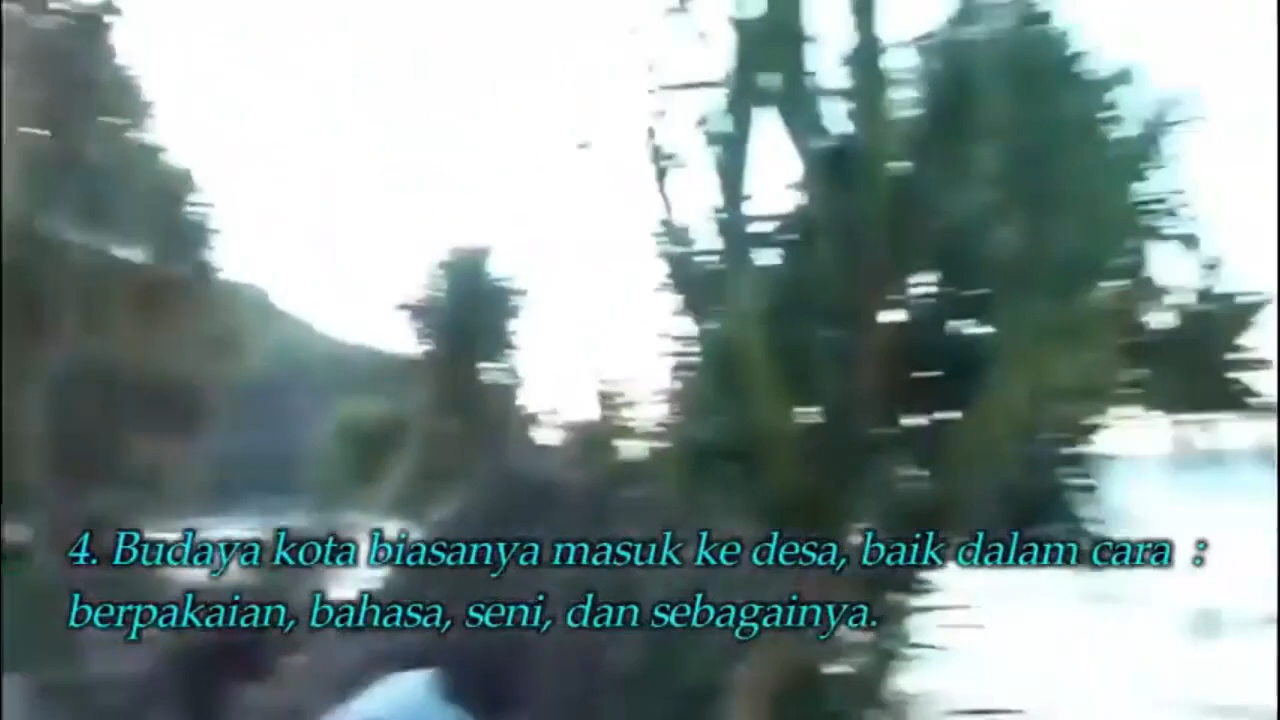 4. Budaya kota biasanya masuk ke desa, baik dalam cara  :
berpakaian, bahasa, seni, dan sebagainya.